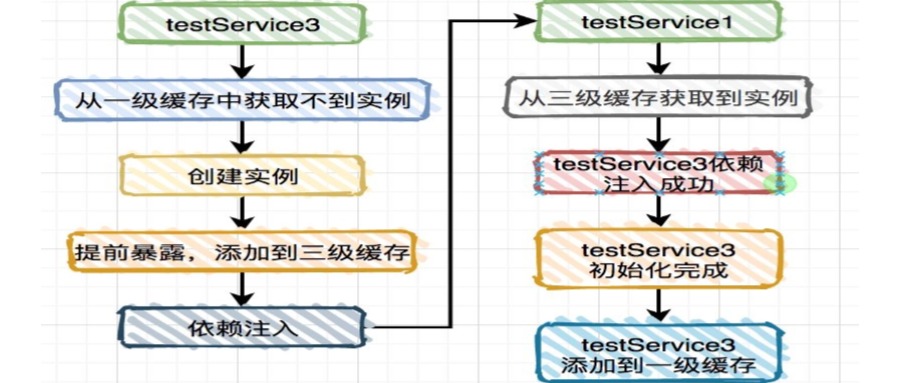 testService3
从一级缓存中获取不到实例
创建实例
提前暴露，添加到三级缓存
依赖注入
testService1
从三级缓存获取到实例
testService3依赖
注入成功
testService3
初始化完成
testService3
添加到一级缓存